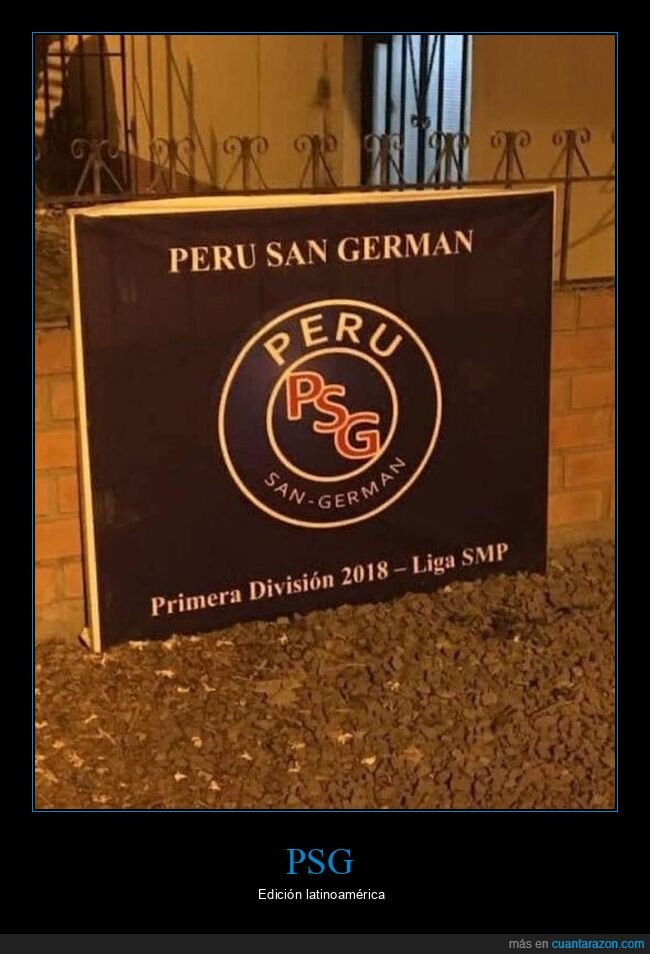 PERU SAN GERMAN
PERU
PSG
SAN-GERMAN
Primera División 2018 – Liga SMP
PSG
Edición latinoamérica
más en cuantarazon.com